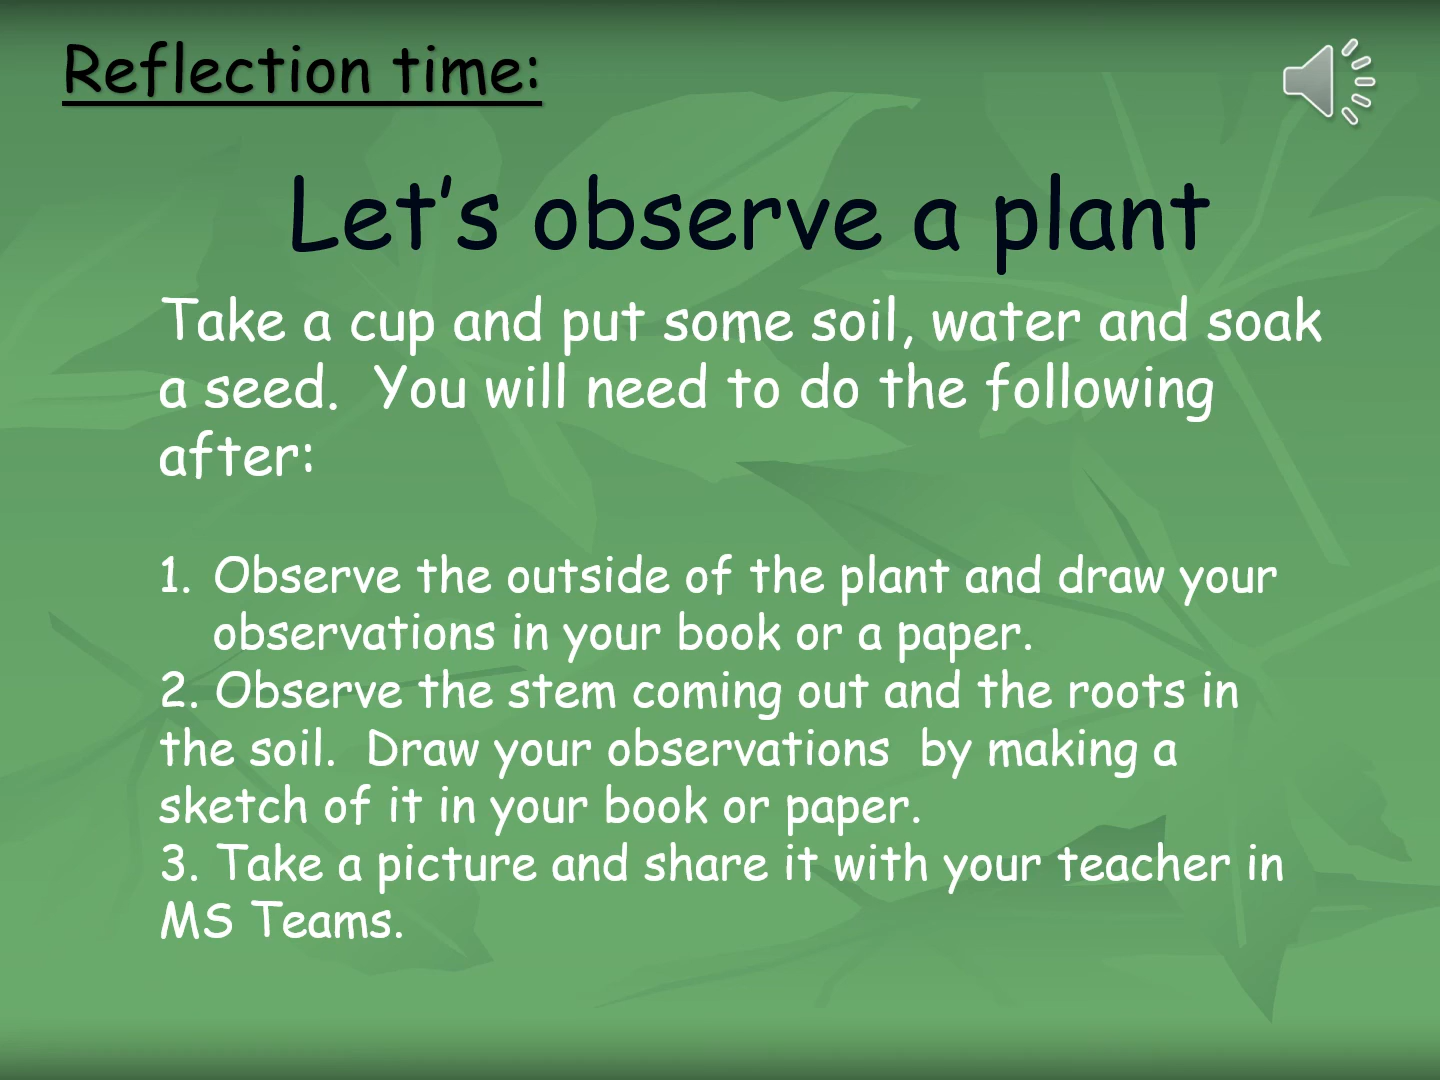 Reflection time:
Let’s observe a plant
Take a cup and put some soil, water and soak
a seed.  You will need to do the following
after:
1. Observe the outside of the plant and draw your
observations in your book or a paper.
2. Observe the stem coming out and the roots in
the soil.  Draw your observations  by making a
sketch of it in your book or paper.
3. Take a picture and share it with your teacher in
MS Teams.